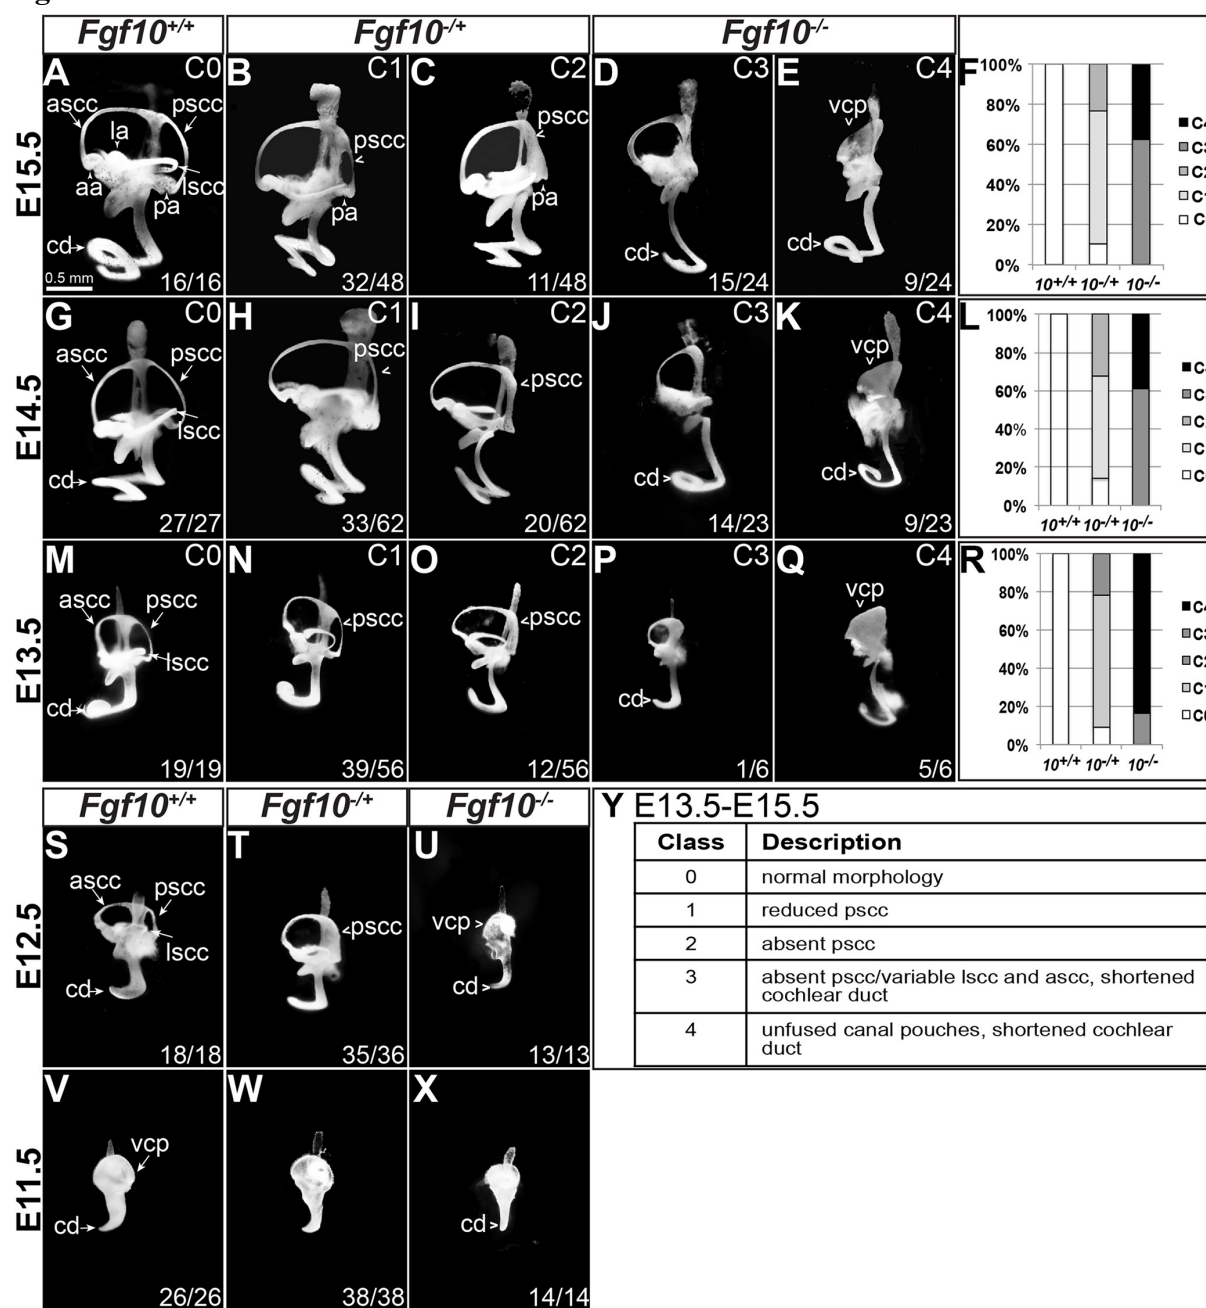 Fgf10+/+ Fgf10-/+ Fgf10-/-
E15.5
A C0
ascc pscc
la
aa lscc
pa
cd
0.5 mm 16/16
B C1
pscc
pa
32/48
C C2
pscc
pa
11/48
D C3
cd
15/24
E C4
vcp
cd
9/24
F
100%
80%
60%
40%
20%
0%
10+/+ 10-/+ 10-/-
E14.5
G C0
ascc pscc
lscc
cd
27/27
H C1
pscc
33/62
I C2
pscc
20/62
J C3
cd
14/23
K C4
vcp
cd
9/23
L
100%
80%
60%
40%
20%
0%
10+/+ 10-/+ 10-/-
E13.5
M C0
ascc pscc
lscc
cd
19/19
N C1
pscc
39/56
O C2
pscc
12/56
P C3
cd
1/6
Q C4
vcp
5/6
R
100%
80%
60%
40%
20%
0%
10+/+ 10-/+ 10-/-
Fgf10+/+ Fgf10-/+ Fgf10-/-
E12.5
S
ascc pscc
lscc
cd
18/18
T
pscc
35/36
U
vcp
cd
13/13
E11.5
V
vcp
cd
26/26
W
38/38
X
cd
14/14
Y E13.5-E15.5
Class Description
0 normal morphology
1 reduced pscc
2 absent pscc
3 absent pscc/variable lscc and ascc, shortened
cochlear duct
4 unfused canal pouches, shortened cochlear
duct